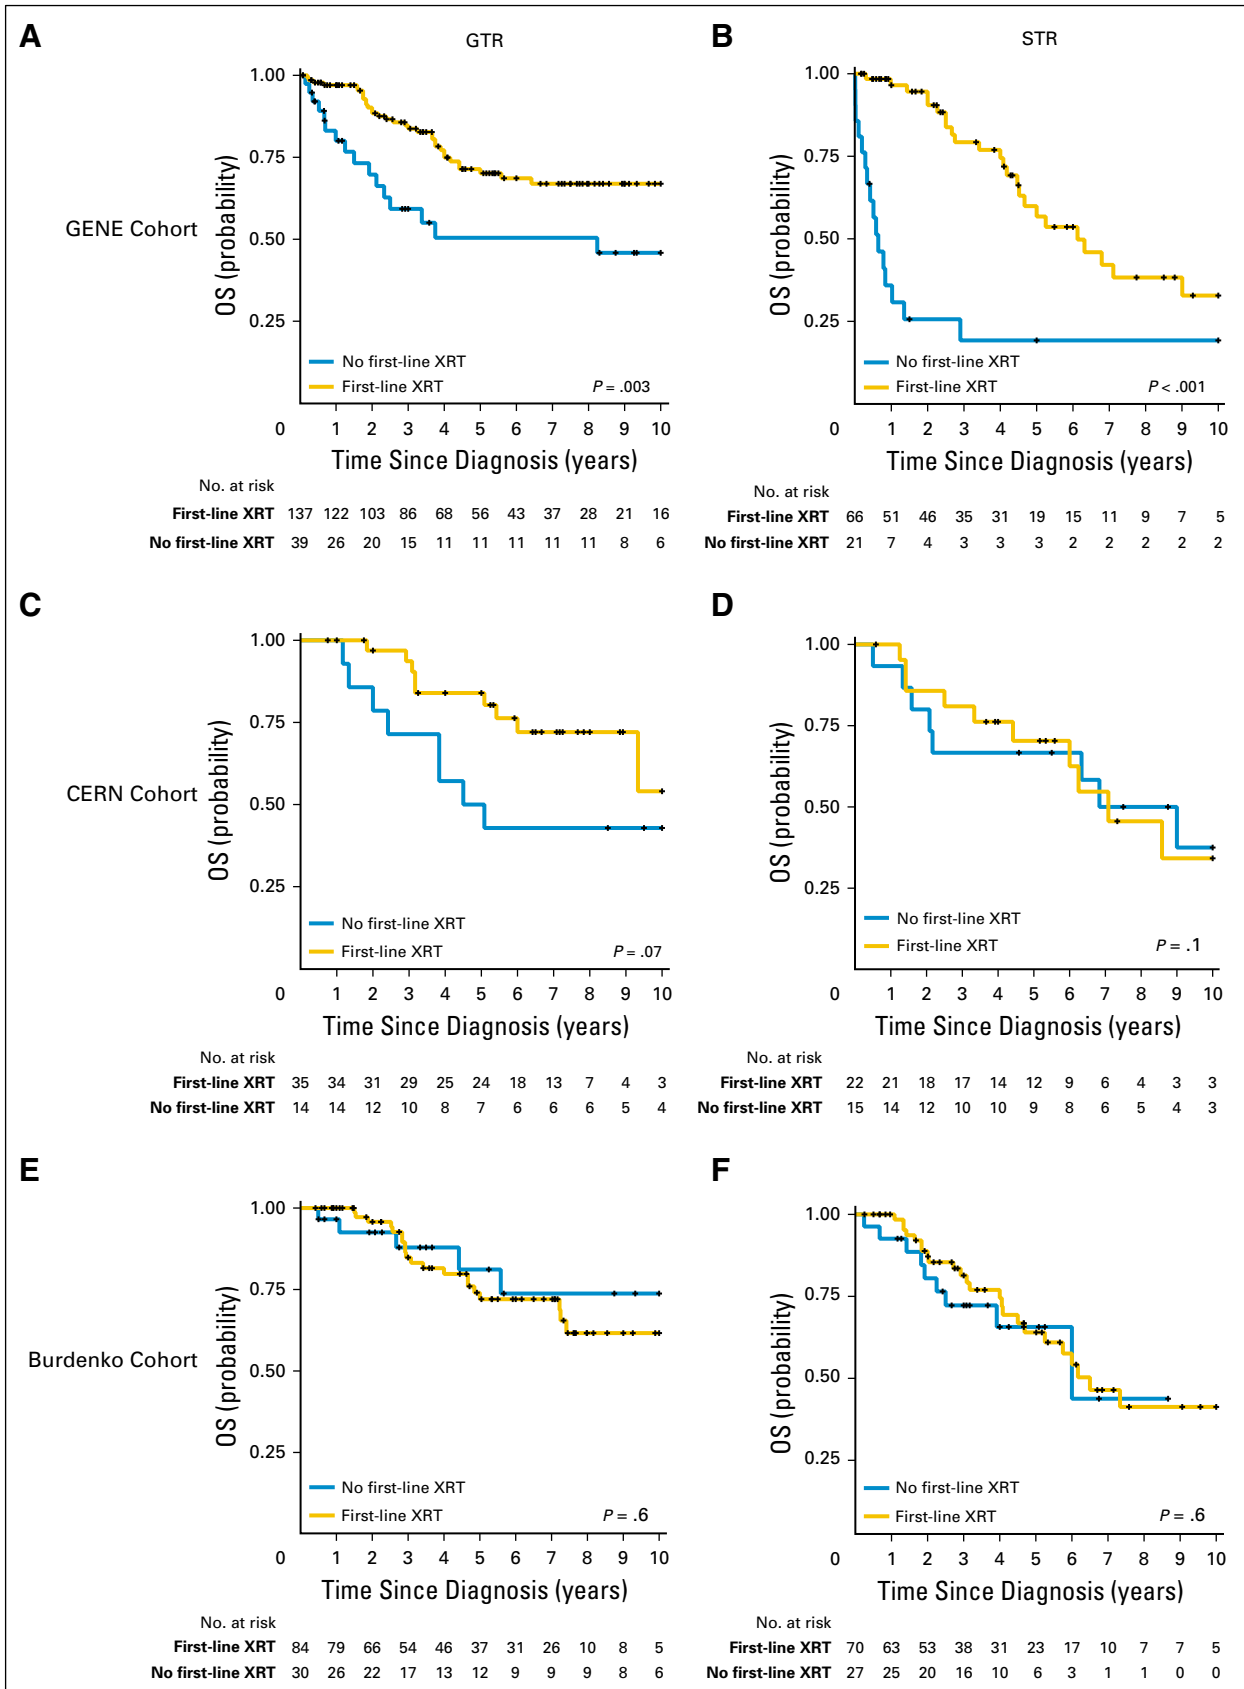 A
GTR
B
STR
GENE Cohort
OS (probability)
1.00
0.75
0.50
0.25
No first-line XRT
First-line XRT
P = .003
0 1 2 3 4 5 6 7 8 9 10
Time Since Diagnosis (years)
No. at risk
First-line XRT 137 122 103 86 68 56 43 37 28 21 16
No first-line XRT 39 26 20 15 11 11 11 11 11 8 6
OS (probability)
1.00
0.75
0.50
0.25
No first-line XRT
First-line XRT
P < .001
0 1 2 3 4 5 6 7 8 9 10
Time Since Diagnosis (years)
No. at risk
First-line XRT 66 51 46 35 31 19 15 11 9 7 5
No first-line XRT 21 7 4 3 3 3 2 2 2 2 2
C
D
CERN Cohort
OS (probability)
1.00
0.75
0.50
0.25
No first-line XRT
First-line XRT
P = .07
0 1 2 3 4 5 6 7 8 9 10
Time Since Diagnosis (years)
No. at risk
First-line XRT 35 34 31 29 25 24 18 13 7 4 3
No first-line XRT 14 14 12 10 8 7 6 6 6 5 4
OS (probability)
1.00
0.75
0.50
0.25
No first-line XRT
First-line XRT
P = .1
0 1 2 3 4 5 6 7 8 9 10
Time Since Diagnosis (years)
No. at risk
First-line XRT 22 21 18 17 14 12 9 6 4 3 3
No first-line XRT 15 14 12 10 10 9 8 6 5 4 3
E
F
Burdenko Cohort
OS (probability)
1.00
0.75
0.50
0.25
No first-line XRT
First-line XRT
P = .6
0 1 2 3 4 5 6 7 8 9 10
Time Since Diagnosis (years)
No. at risk
First-line XRT 84 79 66 54 46 37 31 26 10 8 5
No first-line XRT 30 26 22 17 13 12 9 9 9 8 6
OS (probability)
1.00
0.75
0.50
0.25
No first-line XRT
First-line XRT
P = .6
0 1 2 3 4 5 6 7 8 9 10
Time Since Diagnosis (years)
No. at risk
First-line XRT 70 63 53 38 31 23 17 10 7 7 5
No first-line XRT 27 25 20 16 10 6 3 1 1 0 0